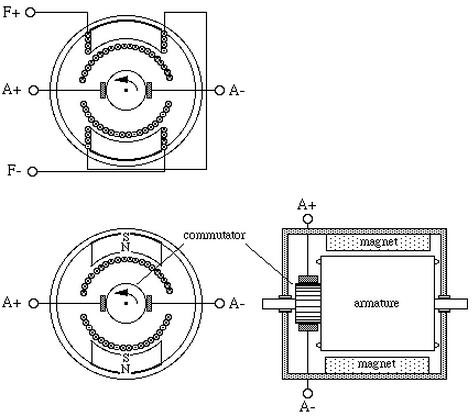 F+
A+
A-
F-
commutator
A+
S
N
A+
A-
S
N
magnet
armature
magnet
A-